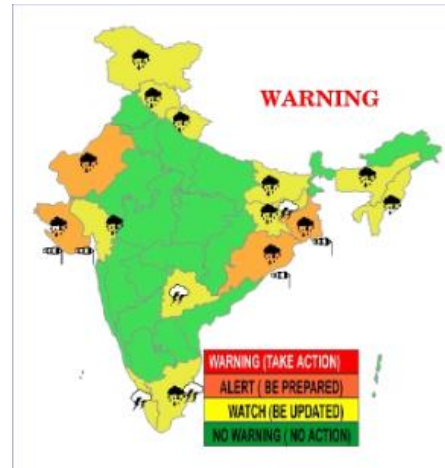 WARNING
WARNING (TAKE ACTION)
ALERT ( BE PREPARED)
WATCH (BE UPDATED)
NO WARNING ( NO ACTION)